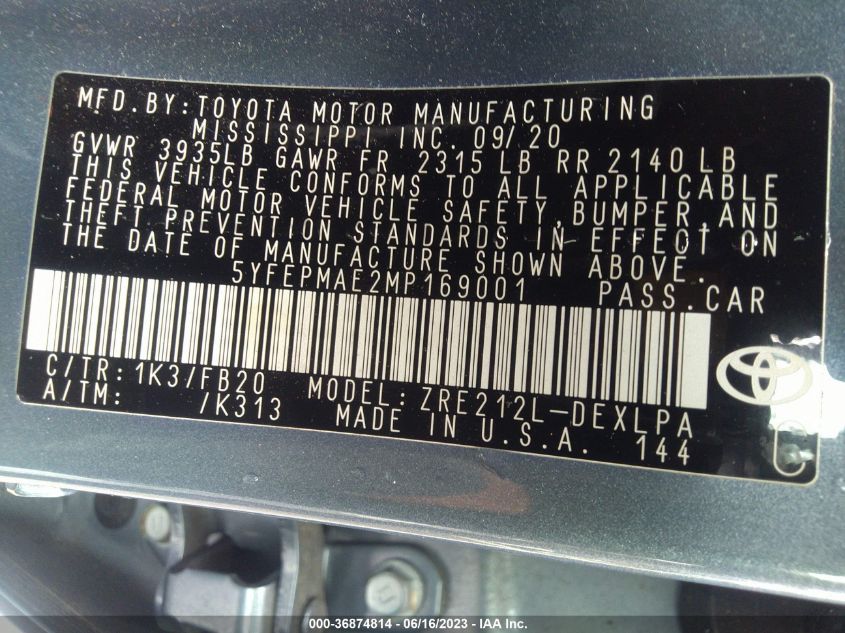 MFD.BY:TOYOTA MOTOR MANUFACTURING
MISSISSIPPI INC. 09/20
GVWR 3935LB GAWR FR 2315 LB RR 2140 LB
THIS VEHICLE CONFORMS TO ALL APPLICABLE
FEDERAL MOTOR VEHICLE SAFETY,BUMPER,AND
THEFT PREVENTION STANDARDS IN EFFECT ON
THE DATE OF MANUFACTURE SHOWN ABOVE.
5YFEPMAE2MP169001 PASS.CAR
C/TR: 1K3/FB20 MODEL: ZRE212L-DEXLPA
A/TM: /K313 MADE IN U.S.A. 144
000-36874814 - 06/16/2023 - IAA Inc.